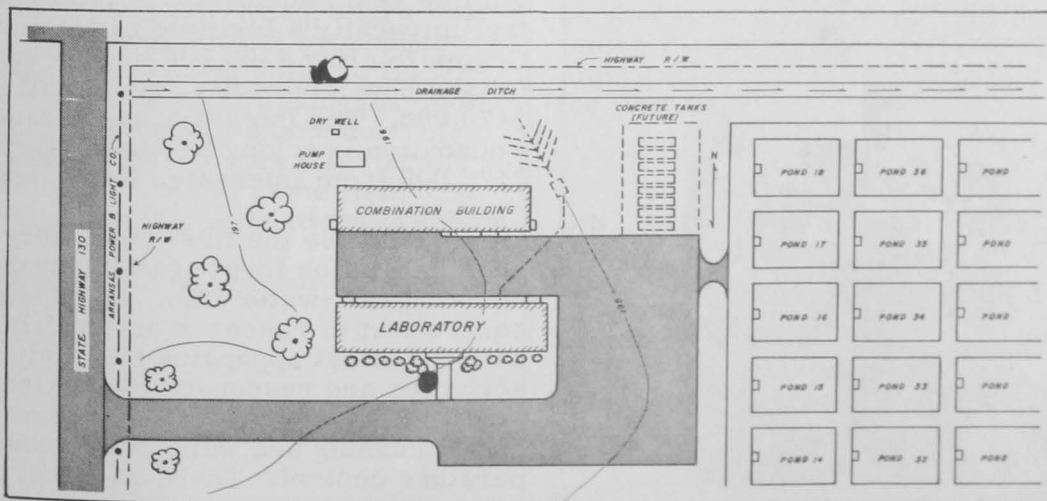 HIGHWAY R/W
DRAINAGE DITCH
CONCRETE TANKS
(FUTURE)
DRY WELL
PUMP
HOUSE
N
COMBINATION BUILDING
LABORATORY
STATE HIGHWAY 130
ARKANSAS POWER & LIGHT CO.
HIGHWAY
R/W
196
196
POND 18 POND 36 POND
POND 17 POND 35 POND
POND 16 POND 34 POND
POND 15 POND 33 POND
POND 14 POND 32 POND